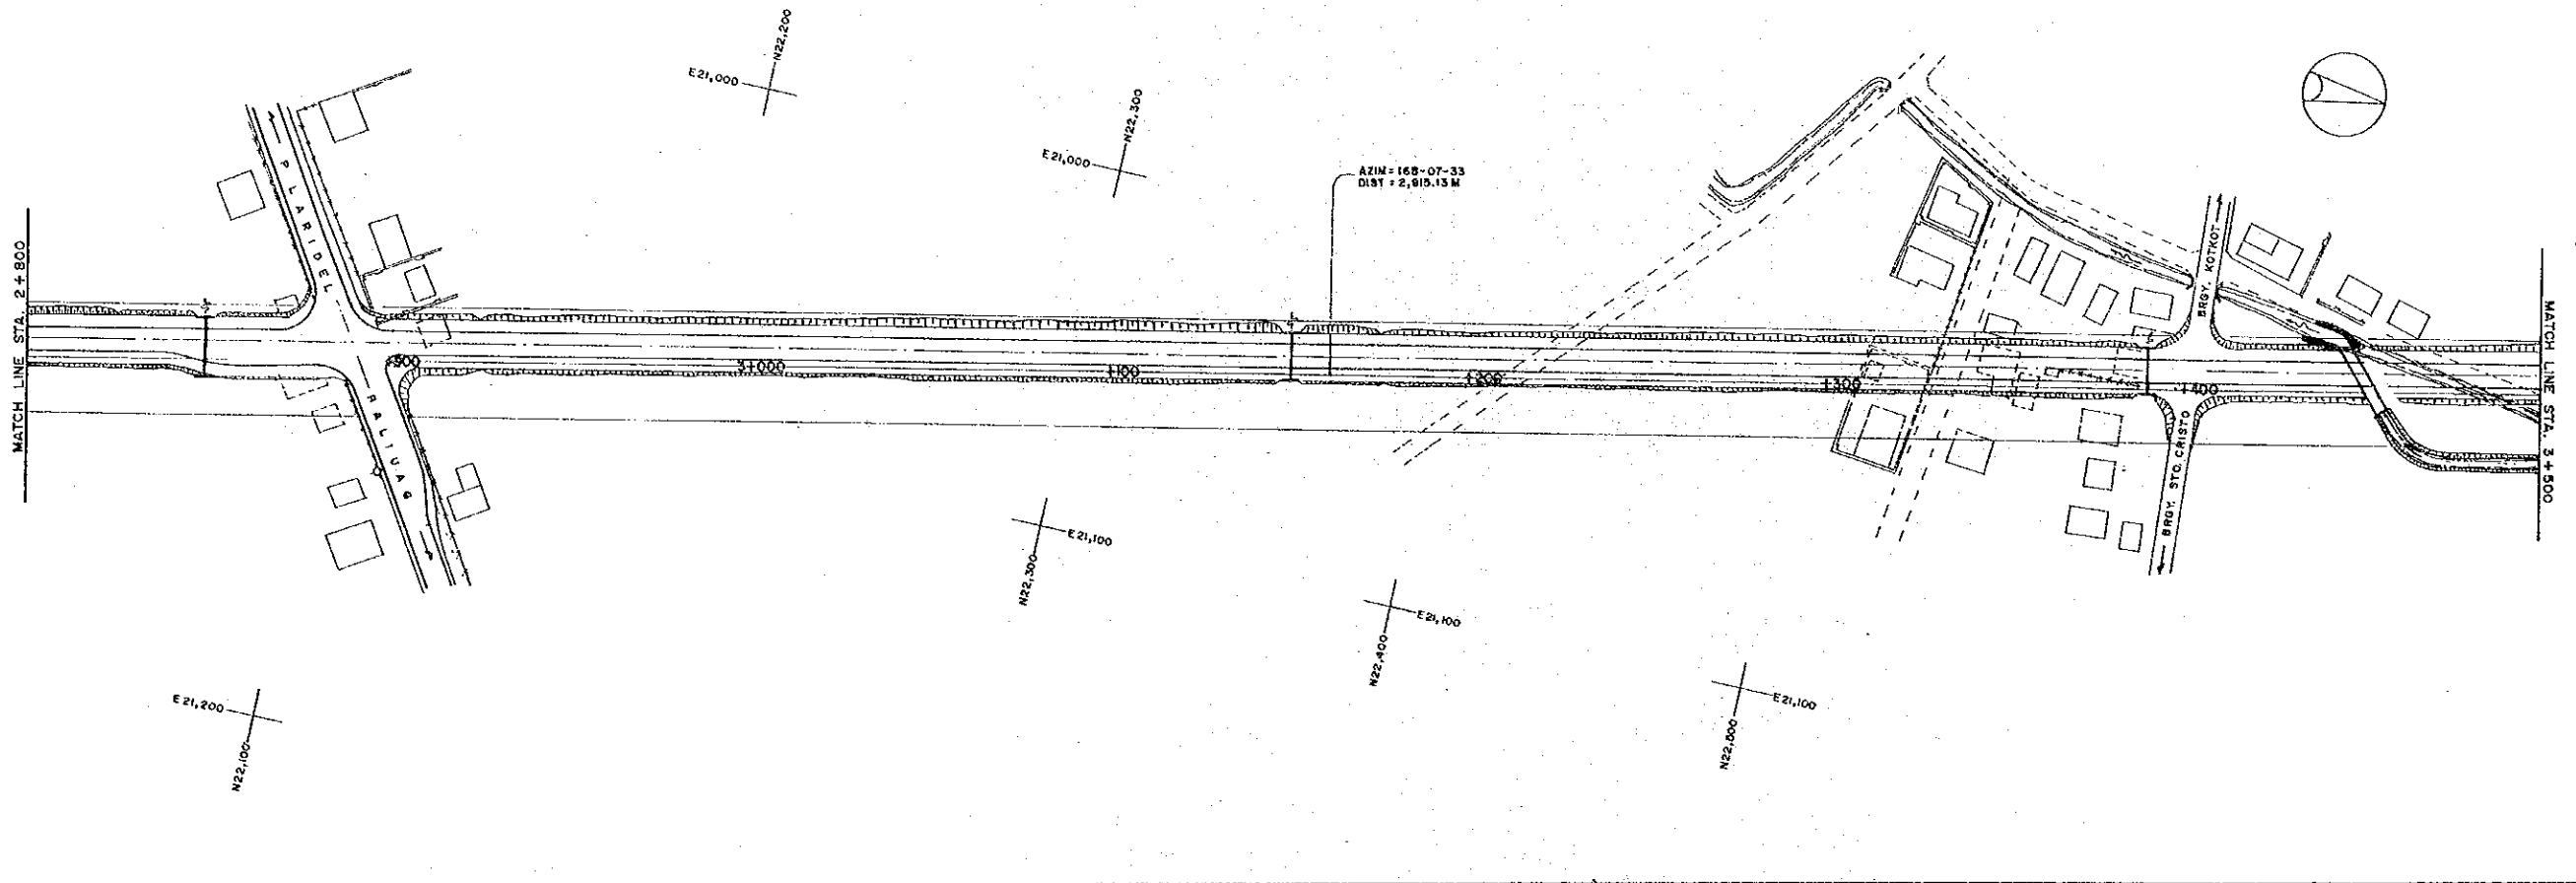 N22,200
E21,000
N22,300
E21,000
AZIM = 168-07-33
DIST = 2,915.13 M
PLARIDEL
BRGY. KOTKOT
MATCH LINE STA. 2+800
MATCH LINE STA. 3+500
900
3+000
+100
+200
+300
+400
BALIUAG
BRGY. STO. CRISTO
E21,100
N22,300
E21,100
N22,400
E21,200
N22,100
E21,100
N22,500